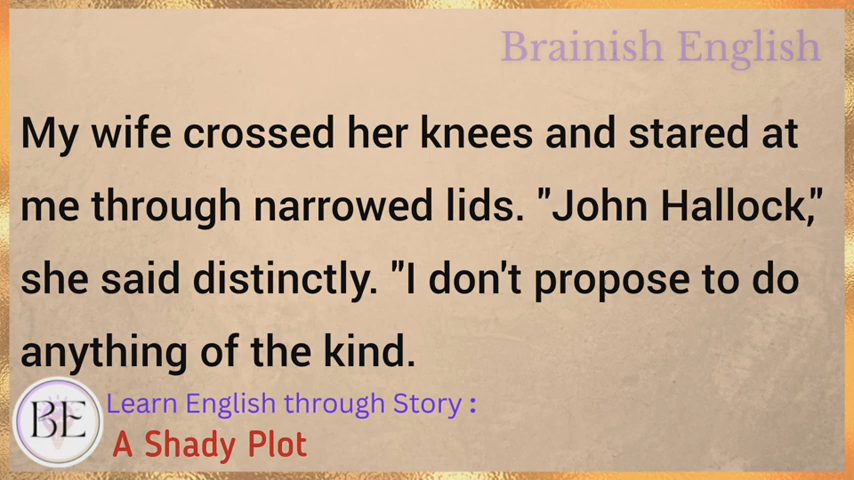 Brainish English
My wife crossed her knees and stared at
me through narrowed lids. "John Hallock,"
she said distinctly. "I don't propose to do
anything of the kind.
BE
Learn English through Story :
A Shady Plot